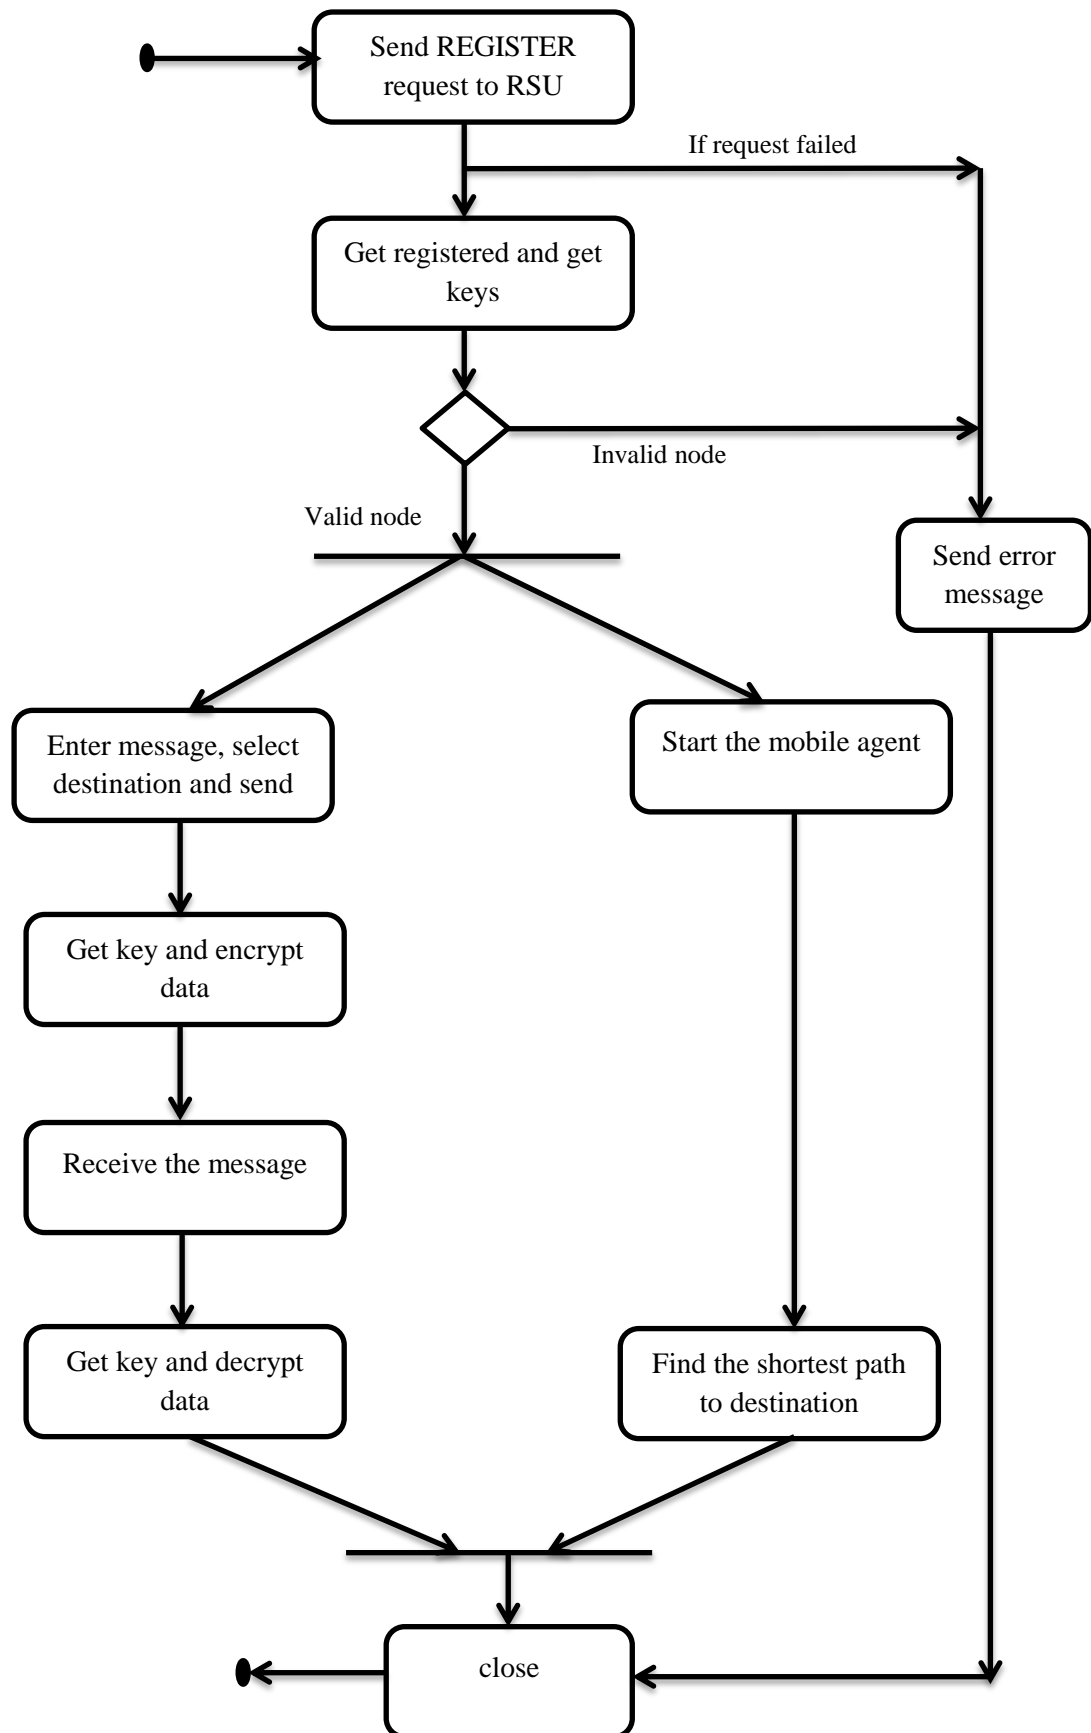 Send REGISTER
request to RSU
If request failed
Get registered and get
keys
Invalid node
Valid node
Send error
message
Enter message, select
destination and send
Start the mobile agent
Get key and encrypt
data
Receive the message
Get key and decrypt
data
Find the shortest path
to destination
close